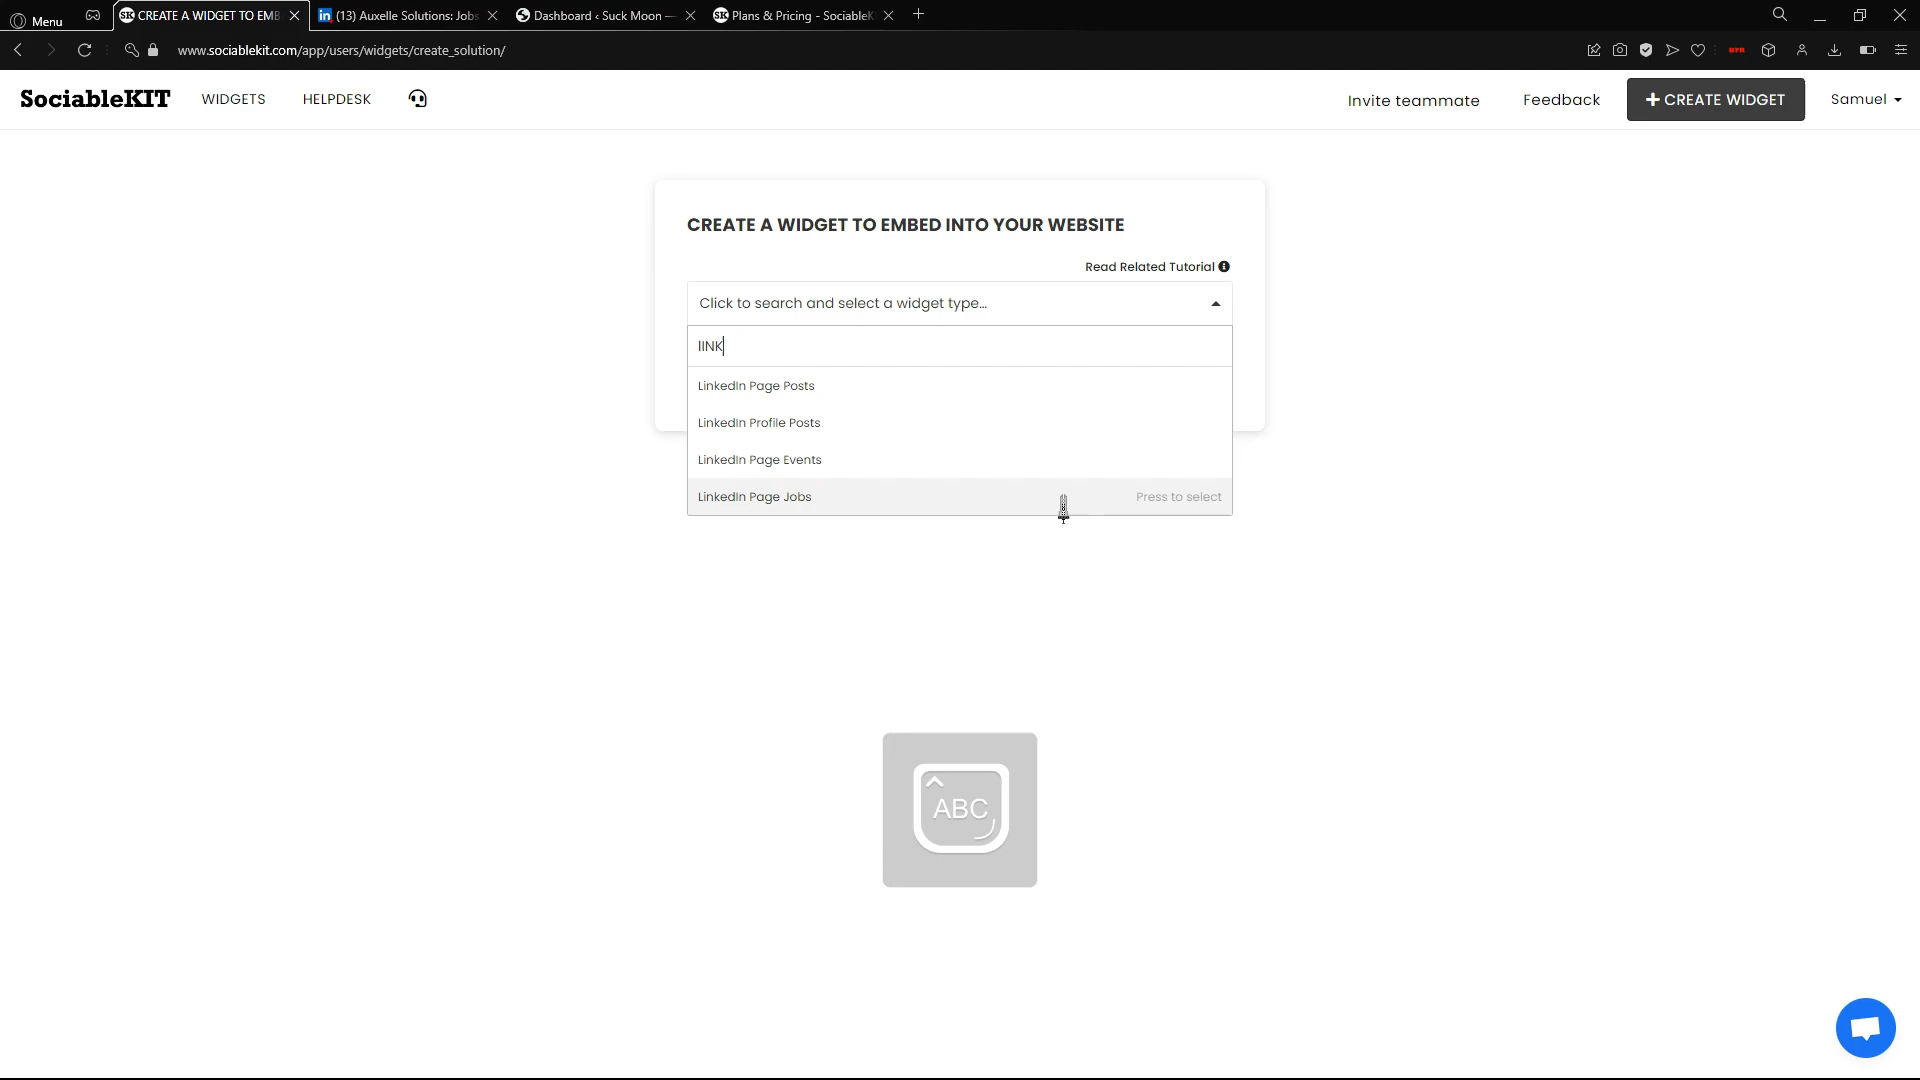 Menu
SK CREATE A WIDGET TO EMB
in (13) Auxelle Solutions: Jobs
Dashboard ‹ Suck Moon —
SK Plans & Pricing - SociableK
www.sociablekit.com/app/users/widgets/create_solution/
SociableKIT
WIDGETS
HELPDESK
Invite teammate
Feedback
+ CREATE WIDGET
Samuel
CREATE A WIDGET TO EMBED INTO YOUR WEBSITE
Read Related Tutorial
Click to search and select a widget type...
lINK
LinkedIn Page Posts
LinkedIn Profile Posts
LinkedIn Page Events
LinkedIn Page Jobs
Press to select
ABC